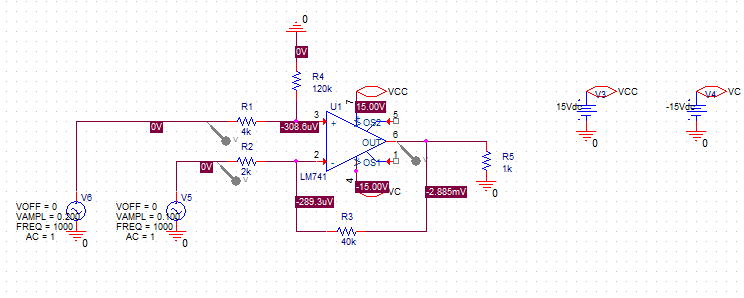 0
0V
R4
120k
U1
VCC
15.00V
7
V3
VCC
V4
VCC
15Vdc
-15Vdc
0
0
R1
4k
0V
-308.6uV
3
+
OS2
5
OUT
6
V
R2
2k
0V
V
2
-
OS1
1
LM741
4
-15.00V
VC
V
R5
1k
0
-289.3uV
-2.885mV
R3
40k
V6
VOFF = 0
VAMPL = 0.200
FREQ = 1000
AC = 1
0
V5
VOFF = 0
VAMPL = 0.100
FREQ = 1000
AC = 1
0